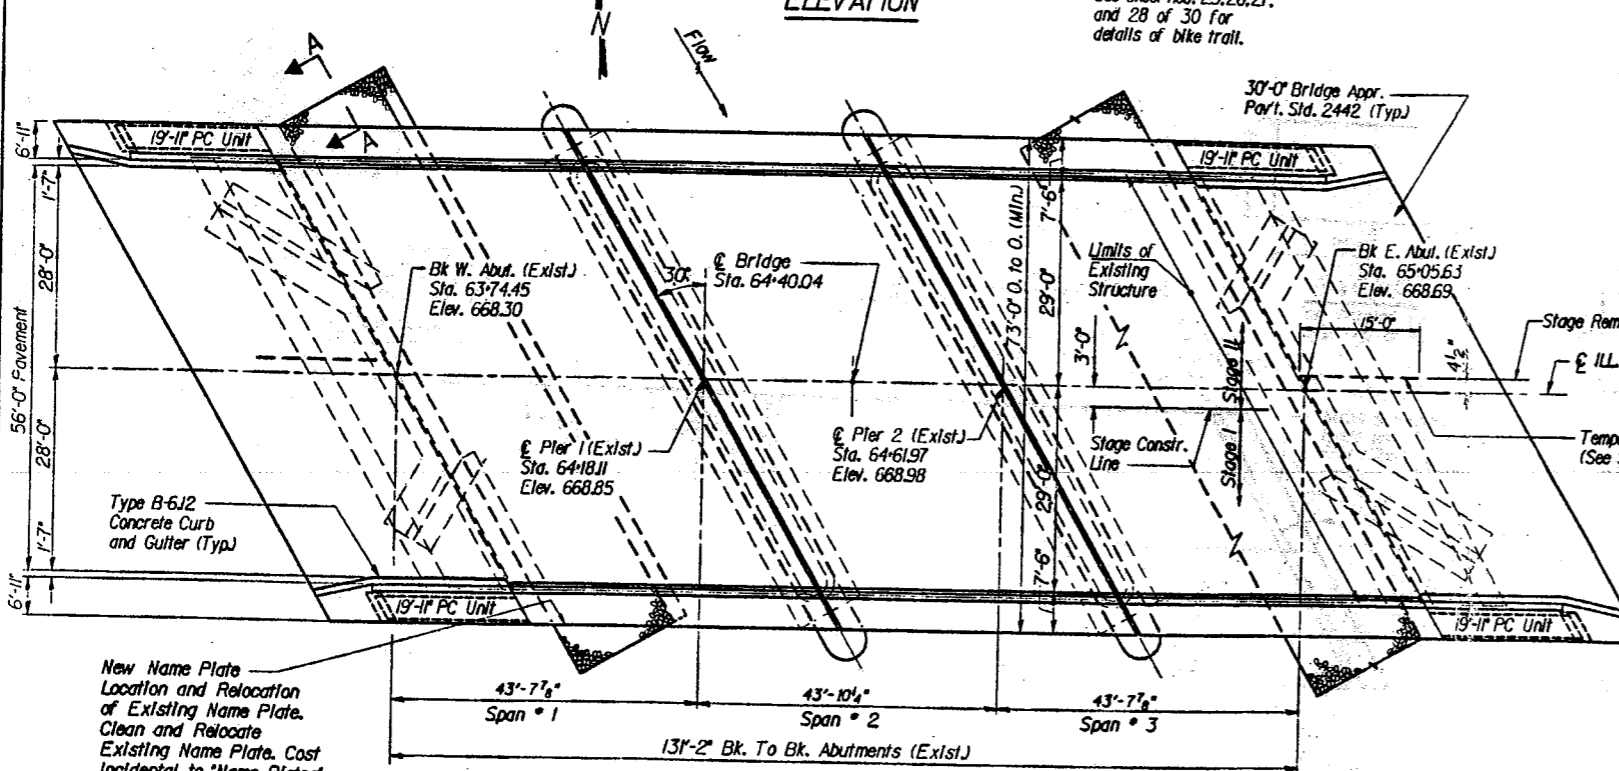 ELEVATION
and 28 of 30 for
details of bike trail.
N
Flow
A
A
30'-0" Bridge Appr.
Pav't. Std. 2442 (Typ.)
19'-11" PC Unit
19'-11" PC Unit
6'-11"
1'-7"
28'-0"
56'-0" Pavement
28'-0"
1'-7"
6'-11"
Bk W. Abut. (Exist.)
Sta. 63+74.45
Elev. 668.30
30°
℄ Bridge
Sta. 64+40.04
73'-0" O. to O. (Min.)
7'-6"
29'-0"
29'-0"
7'-6"
Limits of
Existing
Structure
3'-0"
Stage II
Stage I
Bk E. Abut. (Exist.)
Sta. 65+05.63
Elev. 668.69
15'-0"
4½"
Stage
℄ ILL.
℄ Pier 1 (Exist.)
Sta. 64+18.11
Elev. 668.85
℄ Pier 2 (Exist.)
Sta. 64+61.97
Elev. 668.98
Stage Constr.
Line
(See
Type B-6.12
Concrete Curb
and Gutter (Typ.)
19'-11" PC Unit
19'-11" PC Unit
New Name Plate
Location and Relocation
of Existing Name Plate.
Clean and Relocate
Existing Name Plate. Cost
43'-7⅞"
Span # 1
43'-10¼"
Span # 2
43'-7⅞"
Span # 3
131'-2" Bk. To Bk. Abutments (Exist.)